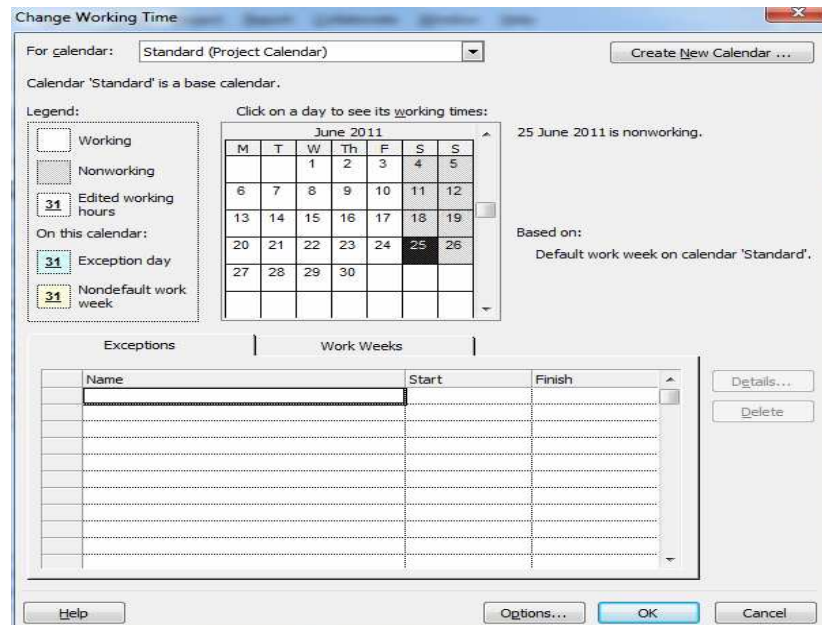 Change Working Time
For calendar: Standard (Project Calendar) Create New Calendar ...
Calendar 'Standard' is a base calendar.
Legend:
Working
Nonworking
31 Edited working
hours
On this calendar:
31 Exception day
31 Nondefault work
week
Click on a day to see its working times:
June 2011
M T W Th F S S
1 2 3 4 5
6 7 8 9 10 11 12
13 14 15 16 17 18 19
20 21 22 23 24 25 26
27 28 29 30
25 June 2011 is nonworking.
Based on:
Default work week on calendar 'Standard'.
Exceptions Work Weeks
Name Start Finish
Details...
Delete
Help Options... OK Cancel